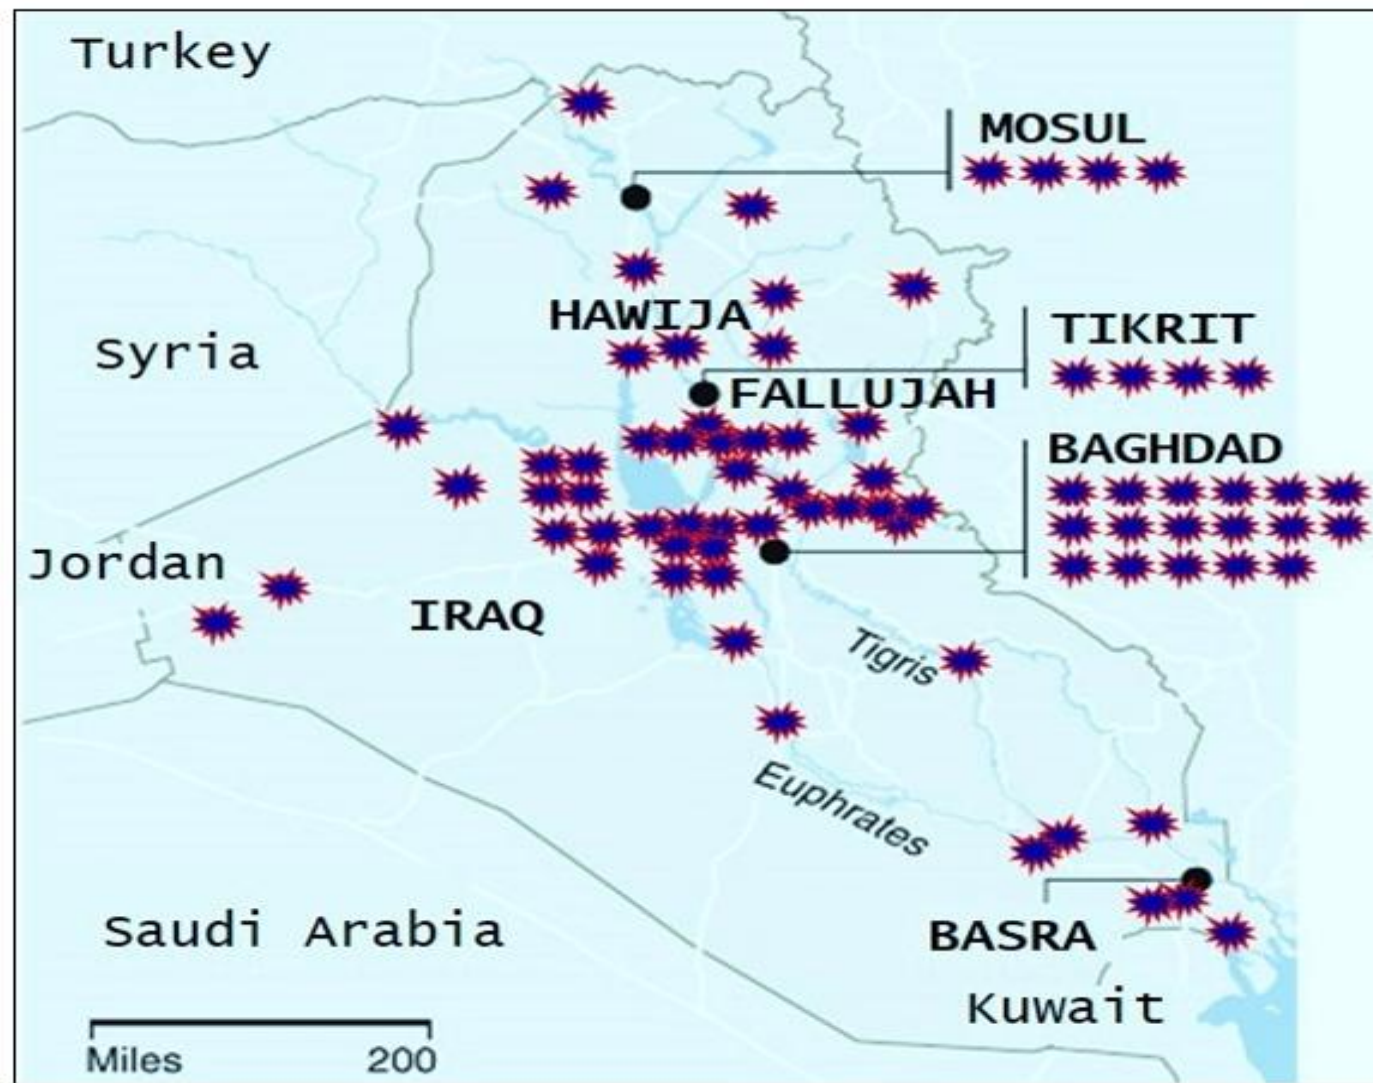 Turkey
MOSUL
HAWIJA
TIKRIT
Syria
FALLUJAH
BAGHDAD
Jordan
IRAQ
Tigris
Euphrates
Saudi Arabia
BASRA
Kuwait
Miles 200